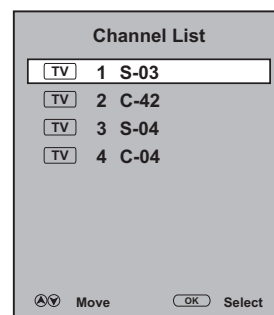 Channel List
TV 1 S-03
TV 2 C-42
TV 3 S-04
TV 4 C-04
Move OK Select